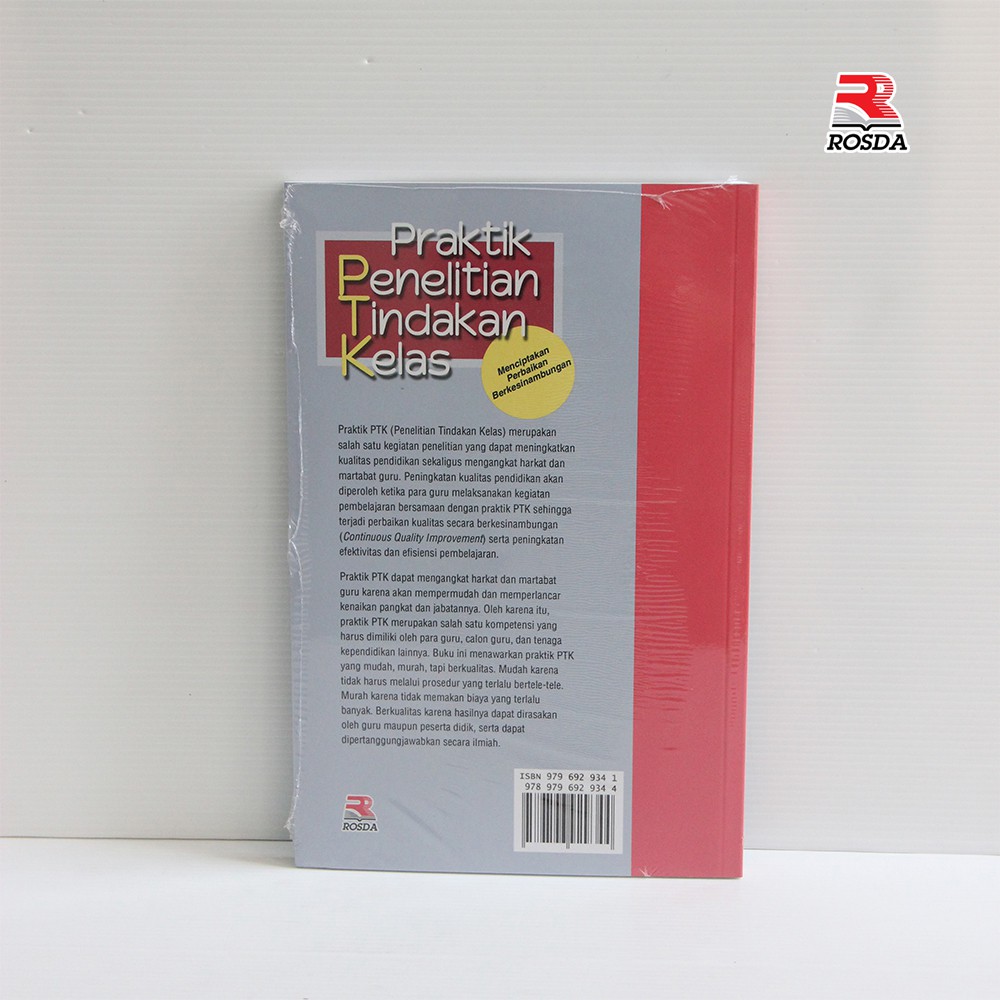 ROSDA
Praktik
Penelitian
Tindakan
Kelas
Menciptakan
Perbaikan
Berkesinambungan
Praktik PTK (Penelitian Tindakan Kelas) merupakan
salah satu kegiatan penelitian yang dapat meningkatkan
kualitas pendidikan sekaligus mengangkat harkat dan
martabat guru. Peningkatan kualitas pendidikan akan
diperoleh ketika para guru melaksanakan kegiatan
pembelajaran bersamaan dengan praktik PTK sehingga
terjadi perbaikan kualitas secara berkesinambungan
(Continuous Quality Improvement) serta peningkatan
efektivitas dan efisiensi pembelajaran.
Praktik PTK dapat mengangkat harkat dan martabat
guru karena akan mempermudah dan memperlancar
kenaikan pangkat dan jabatannya. Oleh karena itu,
praktik PTK merupakan salah satu kompetensi yang
harus dimiliki oleh para guru, calon guru, dan tenaga
kependidikan lainnya. Buku ini menawarkan praktik PTK
yang mudah, murah, tapi berkualitas. Mudah karena
tidak harus melalui prosedur yang terlalu bertele-tele.
Murah karena tidak memakan biaya yang terlalu
banyak. Berkualitas karena hasilnya dapat dirasakan
oleh guru maupun peserta didik, serta dapat
dipertanggungjawabkan secara ilmiah.
ISBN 979 692 934 1
978 979 692 934 4
ROSDA